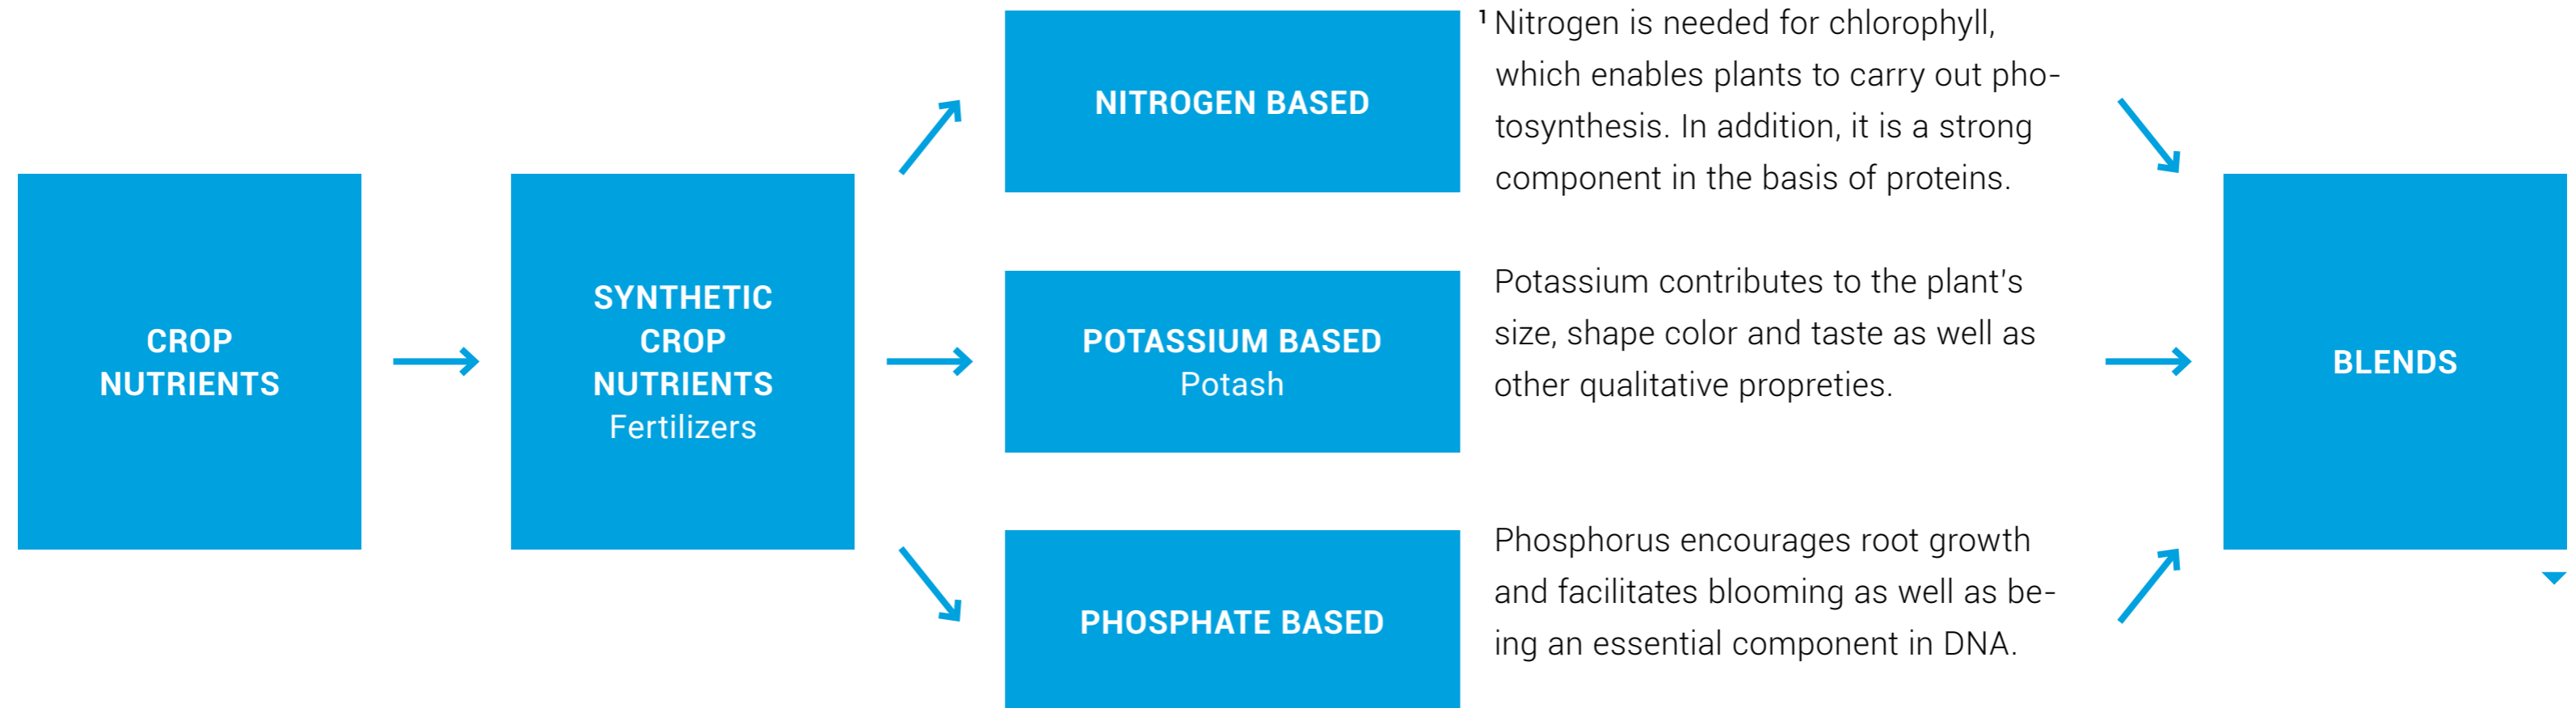 CROP
NUTRIENTS
SYNTHETIC
CROP
NUTRIENTS
Fertilizers
NITROGEN BASED
¹ Nitrogen is needed for chlorophyll,
which enables plants to carry out pho-
tosynthesis. In addition, it is a strong
component in the basis of proteins.
POTASSIUM BASED
Potash
Potassium contributes to the plant's
size, shape color and taste as well as
other qualitative propreties.
PHOSPHATE BASED
Phosphorus encourages root growth
and facilitates blooming as well as be-
ing an essential component in DNA.
BLENDS